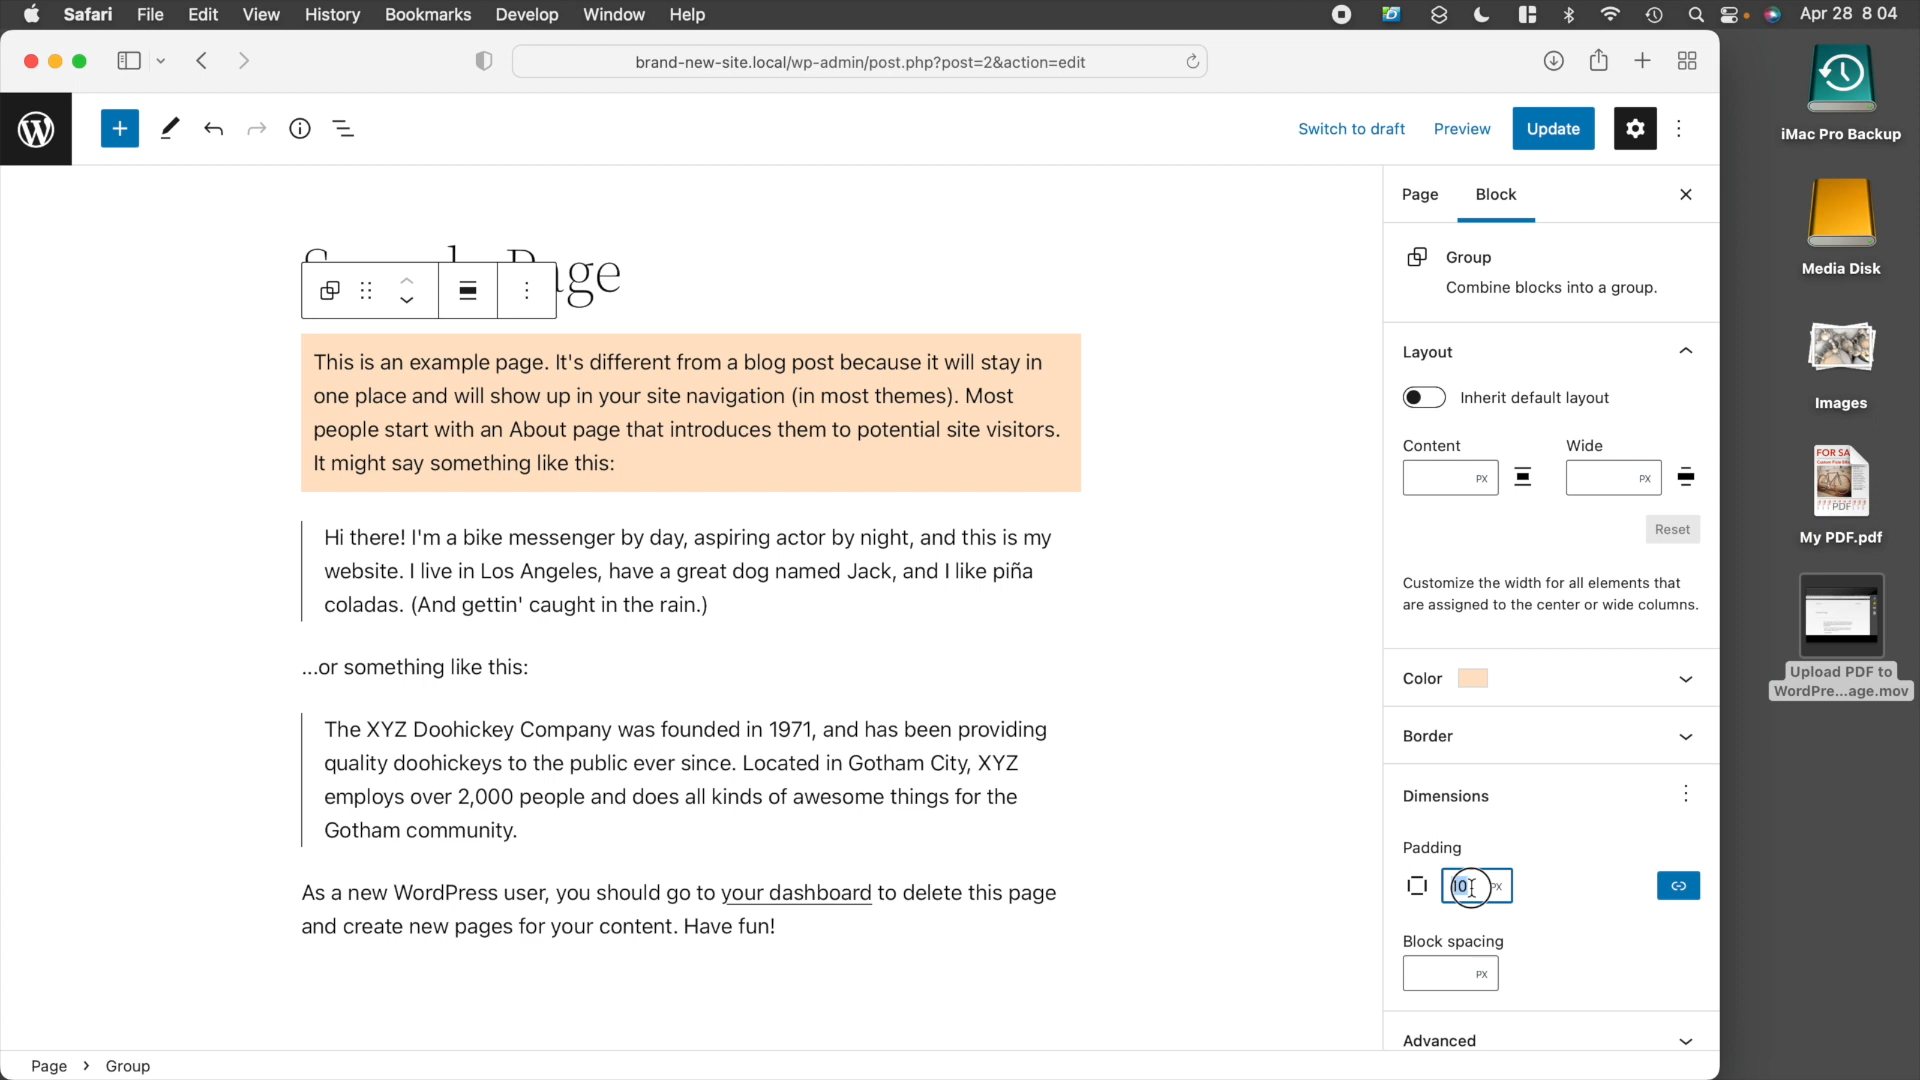 Safari File Edit View History Bookmarks Develop Window Help Apr 28 8 04
brand-new-site.local/wp-admin/post.php?post=2&action=edit
Switch to draft Preview Update
Page Block
Group
Combine blocks into a group.
Layout
Inherit default layout
Content Wide
PX PX
Reset
Customize the width for all elements that
are assigned to the center or wide columns.
Color
Border
Dimensions
Padding
10 PX
Block spacing
PX
Advanced
This is an example page. It's different from a blog post because it will stay in
one place and will show up in your site navigation (in most themes). Most
people start with an About page that introduces them to potential site visitors.
It might say something like this:
Hi there! I'm a bike messenger by day, aspiring actor by night, and this is my
website. I live in Los Angeles, have a great dog named Jack, and I like piña
coladas. (And gettin' caught in the rain.)
...or something like this:
The XYZ Doohickey Company was founded in 1971, and has been providing
quality doohickeys to the public ever since. Located in Gotham City, XYZ
employs over 2,000 people and does all kinds of awesome things for the
Gotham community.
As a new WordPress user, you should go to your dashboard to delete this page
and create new pages for your content. Have fun!
Page > Group
iMac Pro Backup
Media Disk
Images
FOR SA
PDF
My PDF.pdf
Upload PDF to
WordPre...age.mov